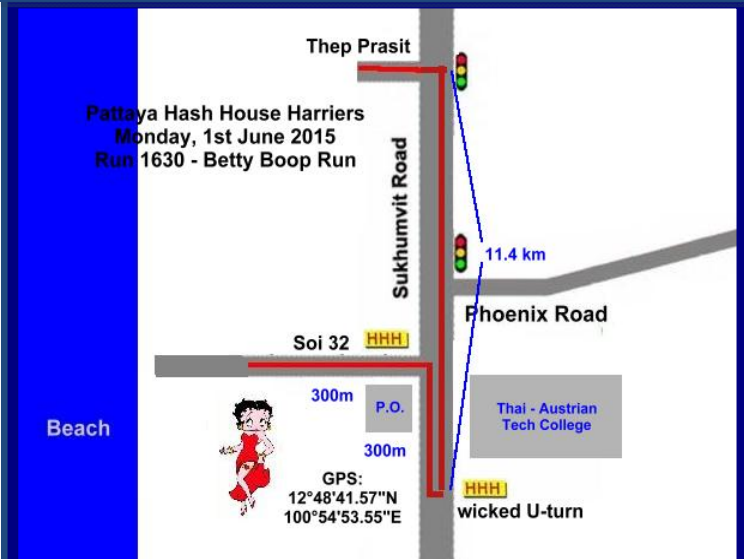 Thep Prasit
Pattaya Hash House Harriers
Monday, 1st June 2015
Run 1630 - Betty Boop Run
Sukhumvit Road
11.4 km
Phoenix Road
Soi 32
HHH
300m
P.O.
Thai - Austrian
Tech College
Beach
300m
GPS:
12°48'41.57"N
100°54'53.55"E
HHH
wicked U-turn